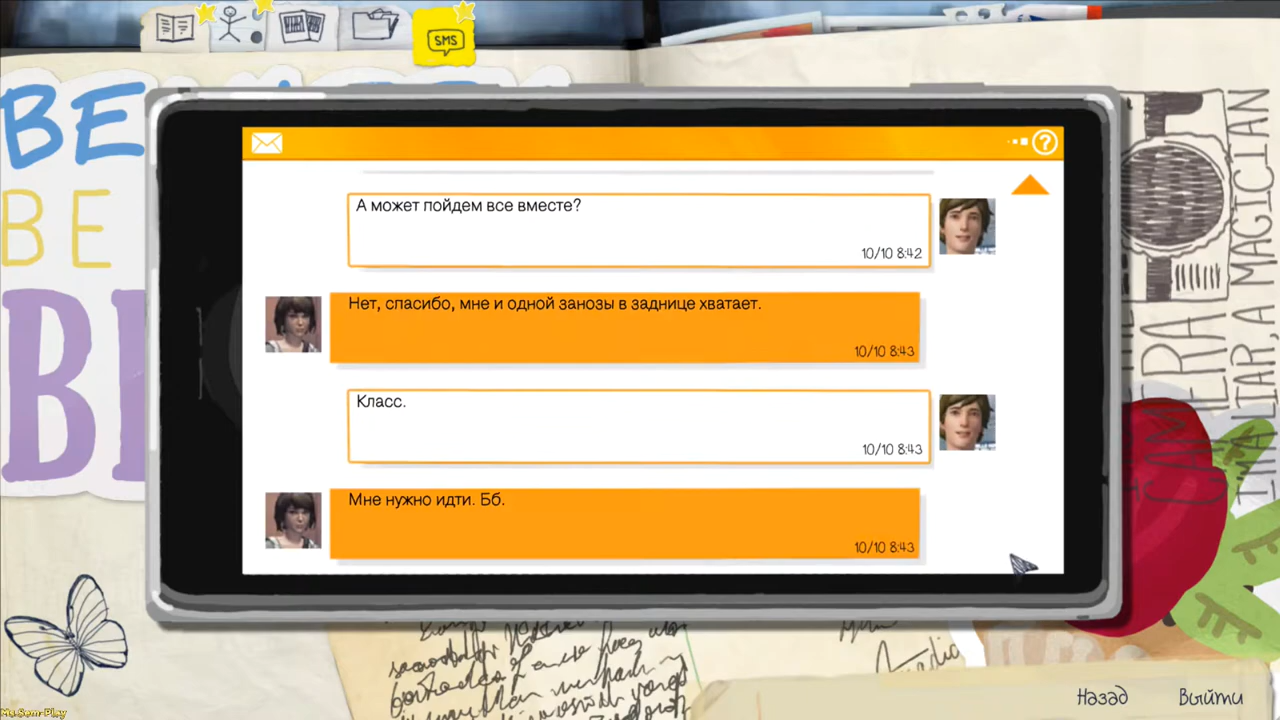 SMS
BE
BE
А может пойдем все вместе?
10/10 8:42
Нет, спасибо, мне и одной занозы в заднице хватает.
10/10 8:43
Класс.
10/10 8:43
Мне нужно идти. Бб.
10/10 8:43
CAMERA
LIAR, A MAGICIAN
Назад
Выйти
Ms.Sem-Play